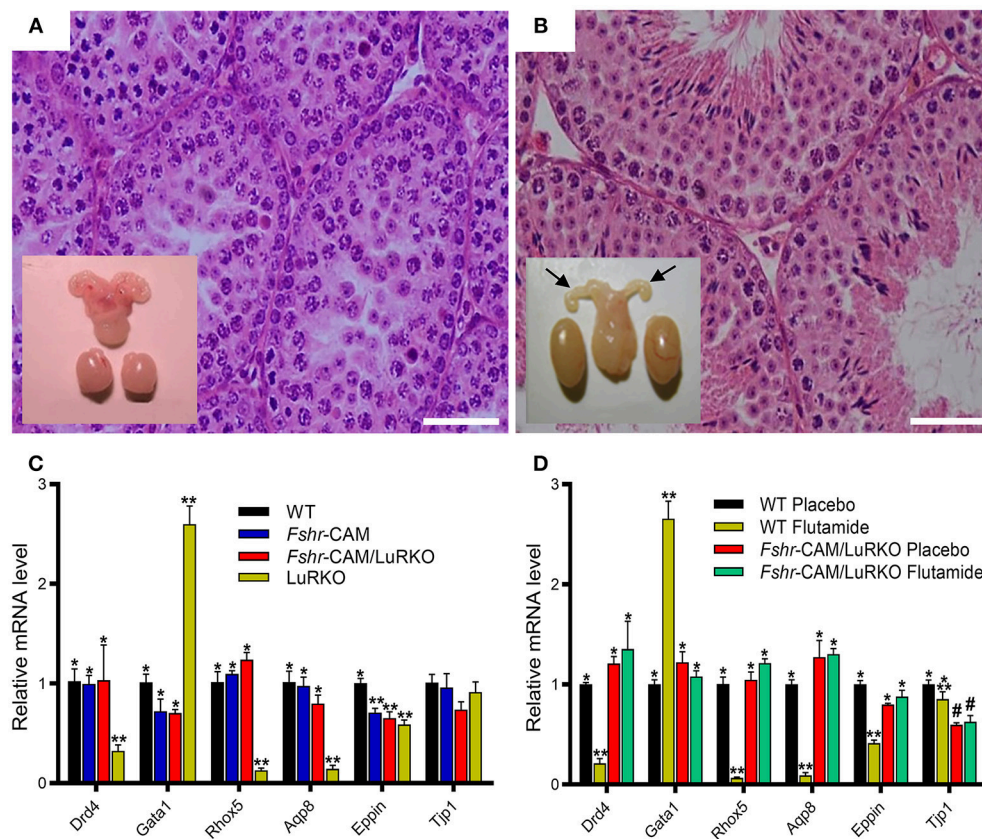 A
B
C
D
Relative mRNA level
3
2
1
0
**
WT
Fshr-CAM
Fshr-CAM/LuRKO
LuRKO
* * * ** * * * * * * ** * * * ** * ** ** **
Drd4 Gata1 Rhox5 Aqp8 Eppin Tjp1
Relative mRNA level
3
2
1
0
**
WT Placebo
WT Flutamide
Fshr-CAM/LuRKO Placebo
Fshr-CAM/LuRKO Flutamide
* ** * * * * * * ** * * * ** * * * ** * * * * ** # #
Drd4 Gata1 Rhox5 Aqp8 Eppin Tjp1